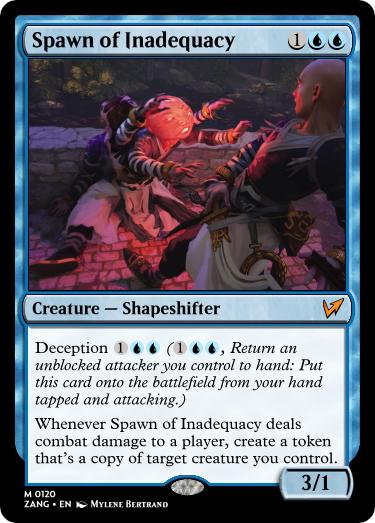 Spawn of Inadequacy 1
Creature — Shapeshifter
Deception 1 (1, Return an
unblocked attacker you control to hand: Put
this card onto the battlefield from your hand
tapped and attacking.)
Whenever Spawn of Inadequacy deals
combat damage to a player, create a token
that's a copy of target creature you control.
3/1
M 0120
ZANG • EN Mylene Bertrand